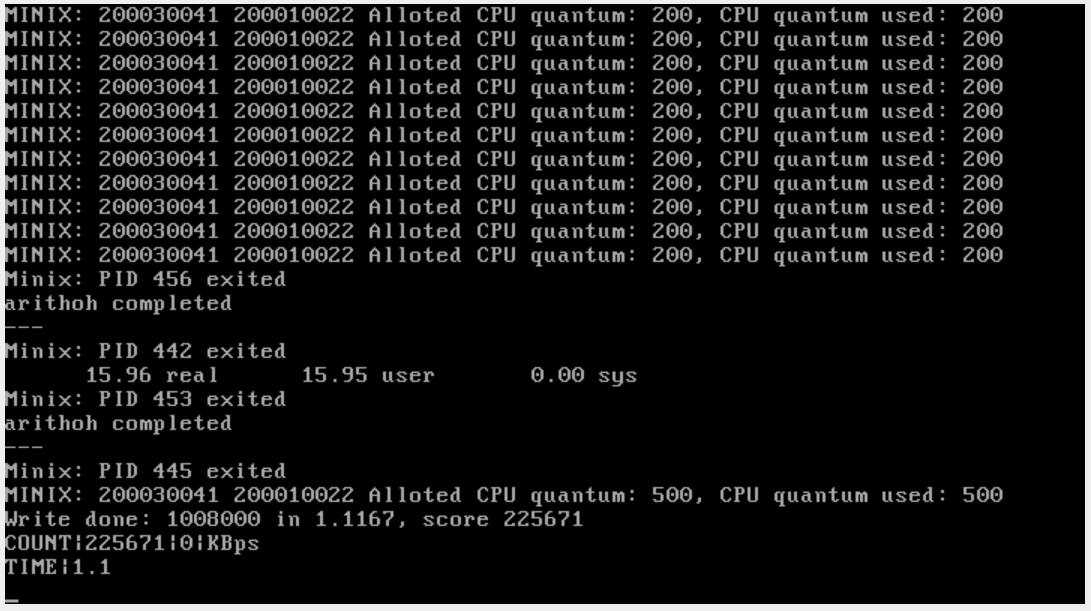 MINIX: 200030041 200010022 Alloted CPU quantum: 200, CPU quantum used: 200
MINIX: 200030041 200010022 Alloted CPU quantum: 200, CPU quantum used: 200
MINIX: 200030041 200010022 Alloted CPU quantum: 200, CPU quantum used: 200
MINIX: 200030041 200010022 Alloted CPU quantum: 200, CPU quantum used: 200
MINIX: 200030041 200010022 Alloted CPU quantum: 200, CPU quantum used: 200
MINIX: 200030041 200010022 Alloted CPU quantum: 200, CPU quantum used: 200
MINIX: 200030041 200010022 Alloted CPU quantum: 200, CPU quantum used: 200
MINIX: 200030041 200010022 Alloted CPU quantum: 200, CPU quantum used: 200
MINIX: 200030041 200010022 Alloted CPU quantum: 200, CPU quantum used: 200
MINIX: 200030041 200010022 Alloted CPU quantum: 200, CPU quantum used: 200
MINIX: 200030041 200010022 Alloted CPU quantum: 200, CPU quantum used: 200
Minix: PID 456 exited
arithoh completed
---
Minix: PID 442 exited
15.96 real 15.95 user 0.00 sys
Minix: PID 453 exited
arithoh completed
---
Minix: PID 445 exited
MINIX: 200030041 200010022 Alloted CPU quantum: 500, CPU quantum used: 500
Write done: 1008000 in 1.1167, score 225671
COUNT|225671|0|KBps
TIME|1.1
_